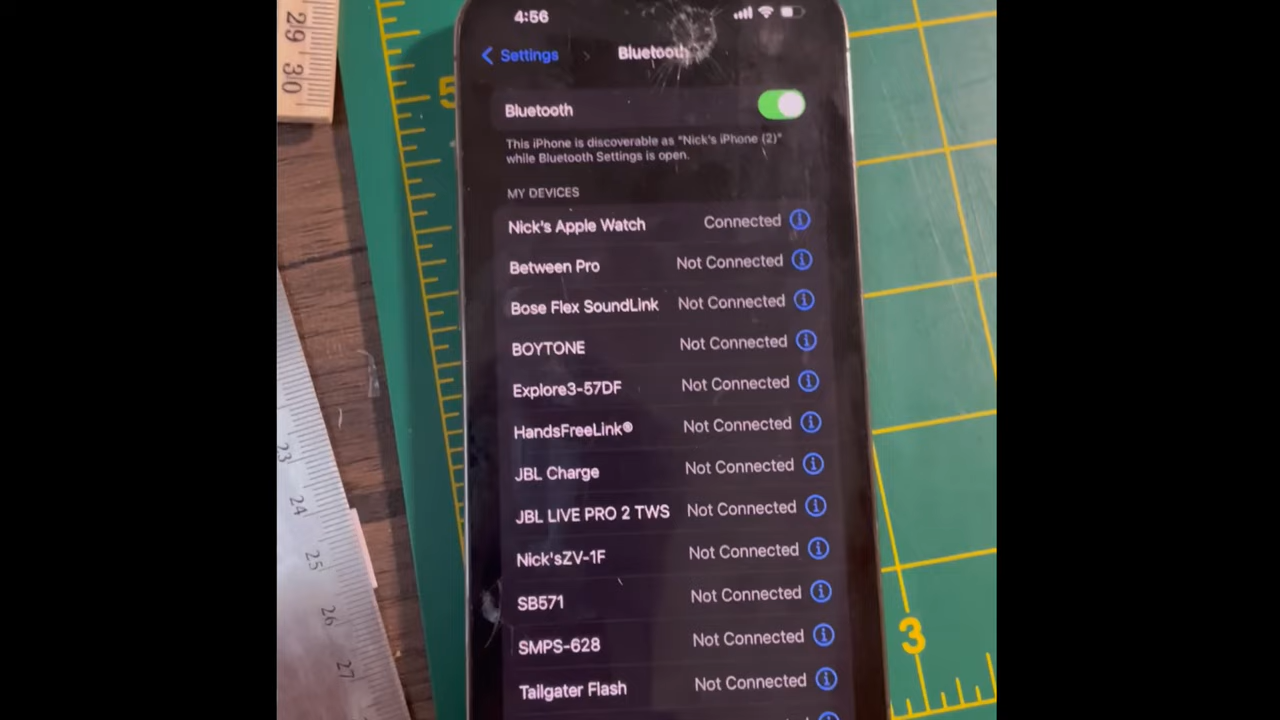 29
30
5
4:56
Settings
Bluetooth
Bluetooth
This iPhone is discoverable as "Nick's iPhone (2)"
while Bluetooth Settings is open.
MY DEVICES
Nick's Apple Watch Connected
Between Pro Not Connected
Bose Flex SoundLink Not Connected
BOYTONE Not Connected
Explore3-57DF Not Connected
HandsFreeLink® Not Connected
JBL Charge Not Connected
JBL LIVE PRO 2 TWS Not Connected
Nick'sZV-1F Not Connected
SB571 Not Connected
SMPS-628 Not Connected
Tailgater Flash Not Connected
23
24
25
26
27
3